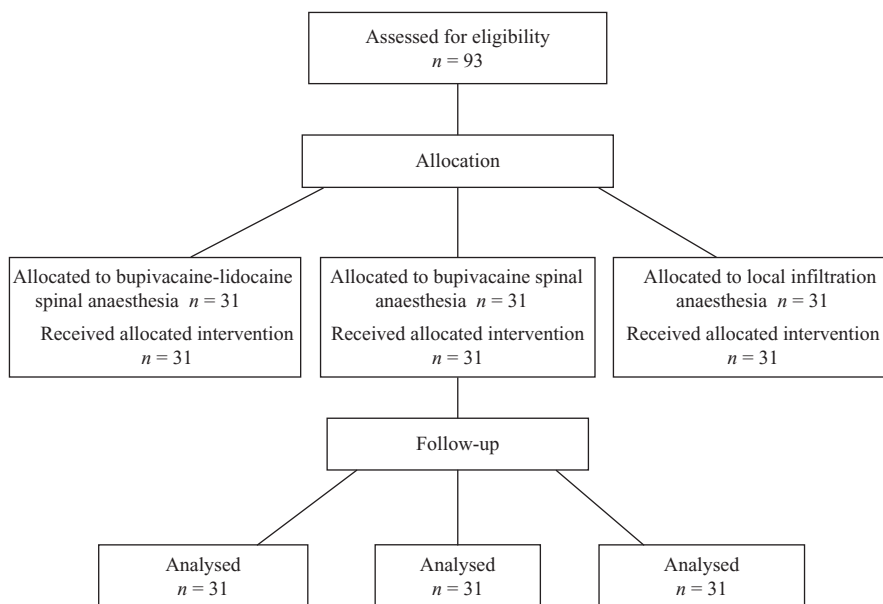 Assessed for eligibility
n = 93
Allocation
Allocated to bupivacaine-lidocaine
spinal anaesthesia n = 31
Received allocated intervention
n = 31
Allocated to bupivacaine spinal
anaesthesia n = 31
Received allocated intervention
n = 31
Allocated to local infiltration
anaesthesia n = 31
Received allocated intervention
n = 31
Follow-up
Analysed
n = 31
Analysed
n = 31
Analysed
n = 31